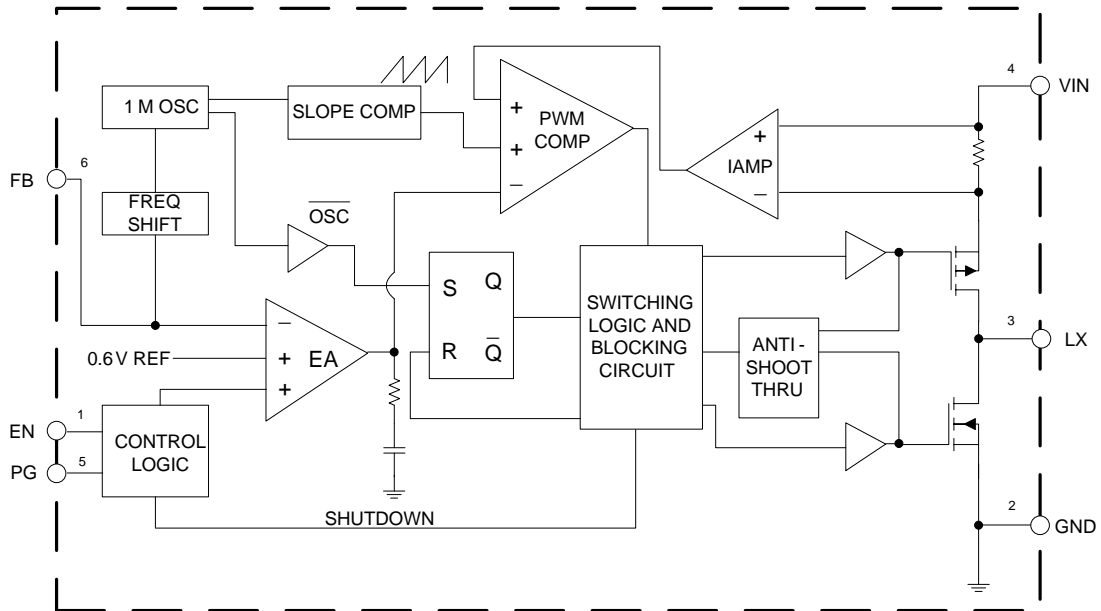 4
VIN
1 M OSC
SLOPE COMP
+
+
−
PWM
COMP
+
−
IAMP
6
FB
FREQ
SHIFT
OSC
S
Q
R
Q
SWITCHING
LOGIC AND
BLOCKING
CIRCUIT
ANTI -
SHOOT
THRU
3
LX
−
0.6V REF
+
+
EA
1
EN
5
PG
CONTROL
LOGIC
SHUTDOWN
2
GND